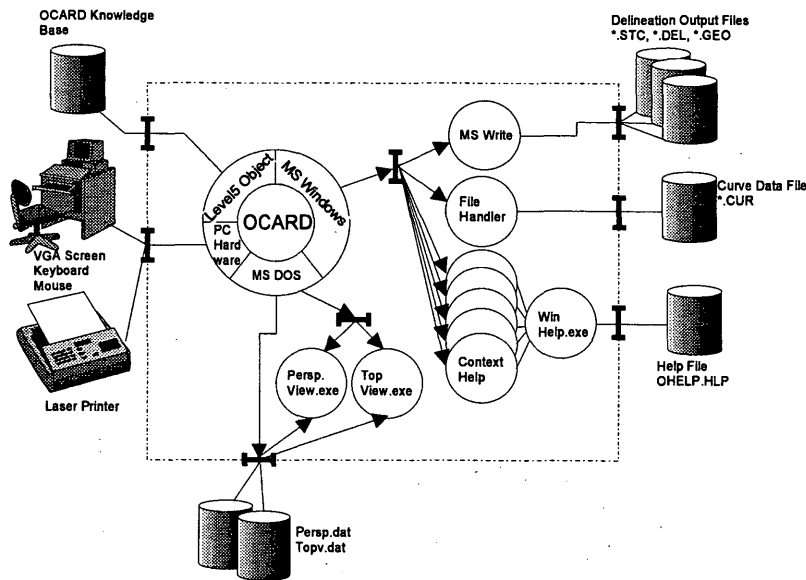 OCARD Knowledge
Base
Delineation Output Files
*.STC, *.DEL, *.GEO
MS Write
Level5 Object
MS Windows
OCARD
PC
Hard
ware
MS DOS
File
Handler
Curve Data File
*.CUR
VGA Screen
Keyboard
Mouse
Win
Help.exe
Context
Help
Help File
OHELP.HLP
Persp.
View.exe
Top
View.exe
Laser Printer
Persp.dat
Topv.dat